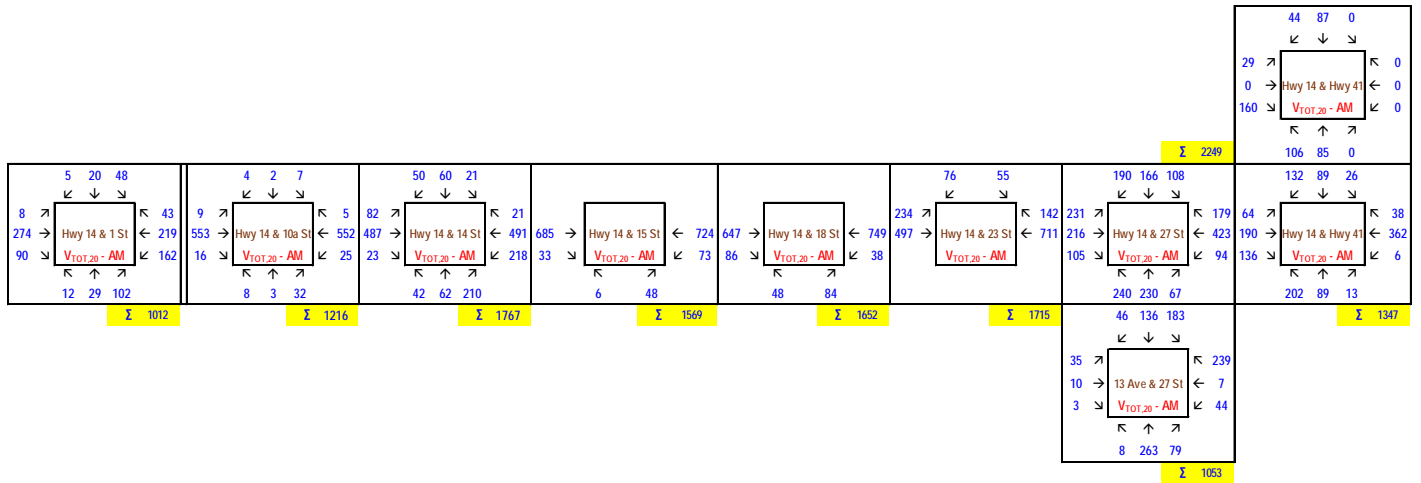 44 87 0
↙ ↓ ↘
29 ↗ ↖ 0
0 → Hwy 14 & Hwy 41 ← 0
160 ↘ VTOT,20 - AM ↙ 0
↖ ↑ ↗
106 85 0
Σ 2249
5 20 48
↙ ↓ ↘
8 ↗ ↖ 43
274 → Hwy 14 & 1 St ← 219
90 ↘ VTOT,20 - AM ↙ 162
↖ ↑ ↗
12 29 102
Σ 1012
4 2 7
↙ ↓ ↘
9 ↗ ↖ 5
553 → Hwy 14 & 10a St ← 552
16 ↘ VTOT,20 - AM ↙ 25
↖ ↑ ↗
8 3 32
Σ 1216
50 60 21
↙ ↓ ↘
82 ↗ ↖ 21
487 → Hwy 14 & 14 St ← 491
23 ↘ VTOT,20 - AM ↙ 218
↖ ↑ ↗
42 62 210
Σ 1767
685 → Hwy 14 & 15 St ← 724
33 ↘ VTOT,20 - AM ↙ 73
↖ ↗
6 48
Σ 1569
647 → Hwy 14 & 18 St ← 749
86 ↘ VTOT,20 - AM ↙ 38
↖ ↗
48 84
Σ 1652
76 55
↙ ↘
234 ↗ ↖ 142
497 → Hwy 14 & 23 St ← 711
VTOT,20 - AM
Σ 1715
190 166 108
↙ ↓ ↘
231 ↗ ↖ 179
216 → Hwy 14 & 27 St ← 423
105 ↘ VTOT,20 - AM ↙ 94
↖ ↑ ↗
240 230 67
132 89 26
↙ ↓ ↘
64 ↗ ↖ 38
190 → Hwy 14 & Hwy 41 ← 362
136 ↘ VTOT,20 - AM ↙ 6
↖ ↑ ↗
202 89 13
Σ 1347
46 136 183
↙ ↓ ↘
35 ↗ ↖ 239
10 → 13 Ave & 27 St ← 7
3 ↘ VTOT,20 - AM ↙ 44
↖ ↑ ↗
8 263 79
Σ 1053